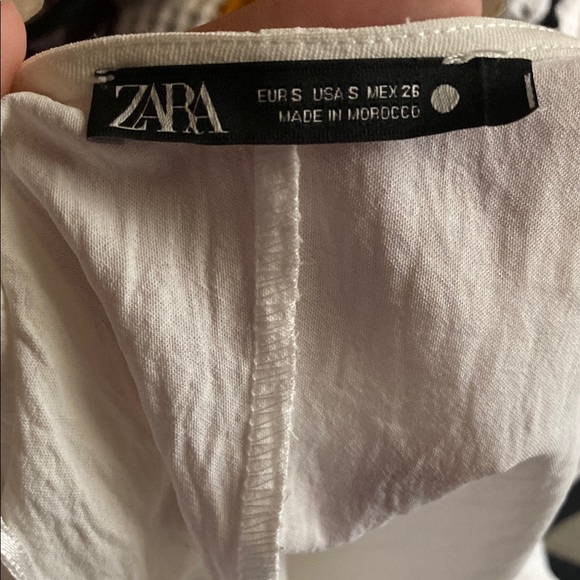 ZARA
EUR S USA S MEX 26
MADE IN MOROCCO